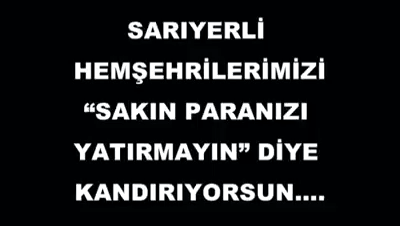 SARIYERLİ
HEMŞEHRİLERİMİZİ
“SAKIN PARANIZI
YATIRMAYIN” DİYE
KANDIRIYORSUN....